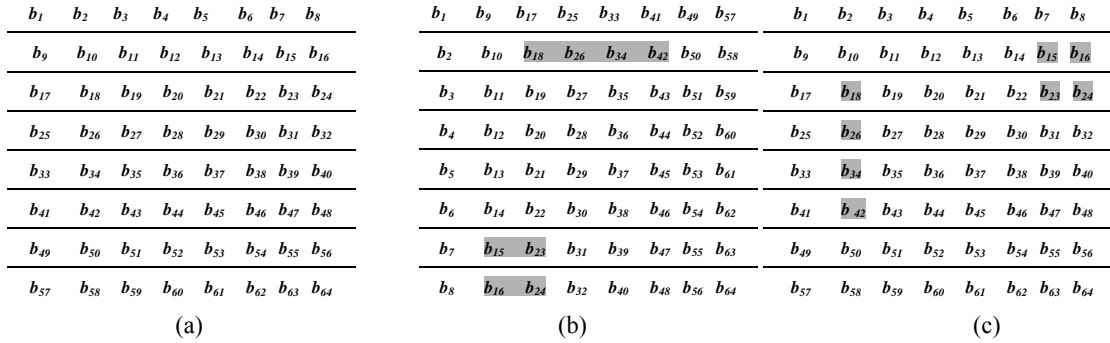 b1 b2 b3 b4 b5 b6 b7 b8
b9 b10 b11 b12 b13 b14 b15 b16
b17 b18 b19 b20 b21 b22 b23 b24
b25 b26 b27 b28 b29 b30 b31 b32
b33 b34 b35 b36 b37 b38 b39 b40
b41 b42 b43 b44 b45 b46 b47 b48
b49 b50 b51 b52 b53 b54 b55 b56
b57 b58 b59 b60 b61 b62 b63 b64
(a)
b1 b9 b17 b25 b33 b41 b49 b57
b2 b10 b18 b26 b34 b42 b50 b58
b3 b11 b19 b27 b35 b43 b51 b59
b4 b12 b20 b28 b36 b44 b52 b60
b5 b13 b21 b29 b37 b45 b53 b61
b6 b14 b22 b30 b38 b46 b54 b62
b7 b15 b23 b31 b39 b47 b55 b63
b8 b16 b24 b32 b40 b48 b56 b64
(b)
b1 b2 b3 b4 b5 b6 b7 b8
b9 b10 b11 b12 b13 b14 b15 b16
b17 b18 b19 b20 b21 b22 b23 b24
b25 b26 b27 b28 b29 b30 b31 b32
b33 b34 b35 b36 b37 b38 b39 b40
b41 b 42 b43 b44 b45 b46 b47 b48
b49 b50 b51 b52 b53 b54 b55 b56
b57 b58 b59 b60 b61 b62 b63 b64
(c)